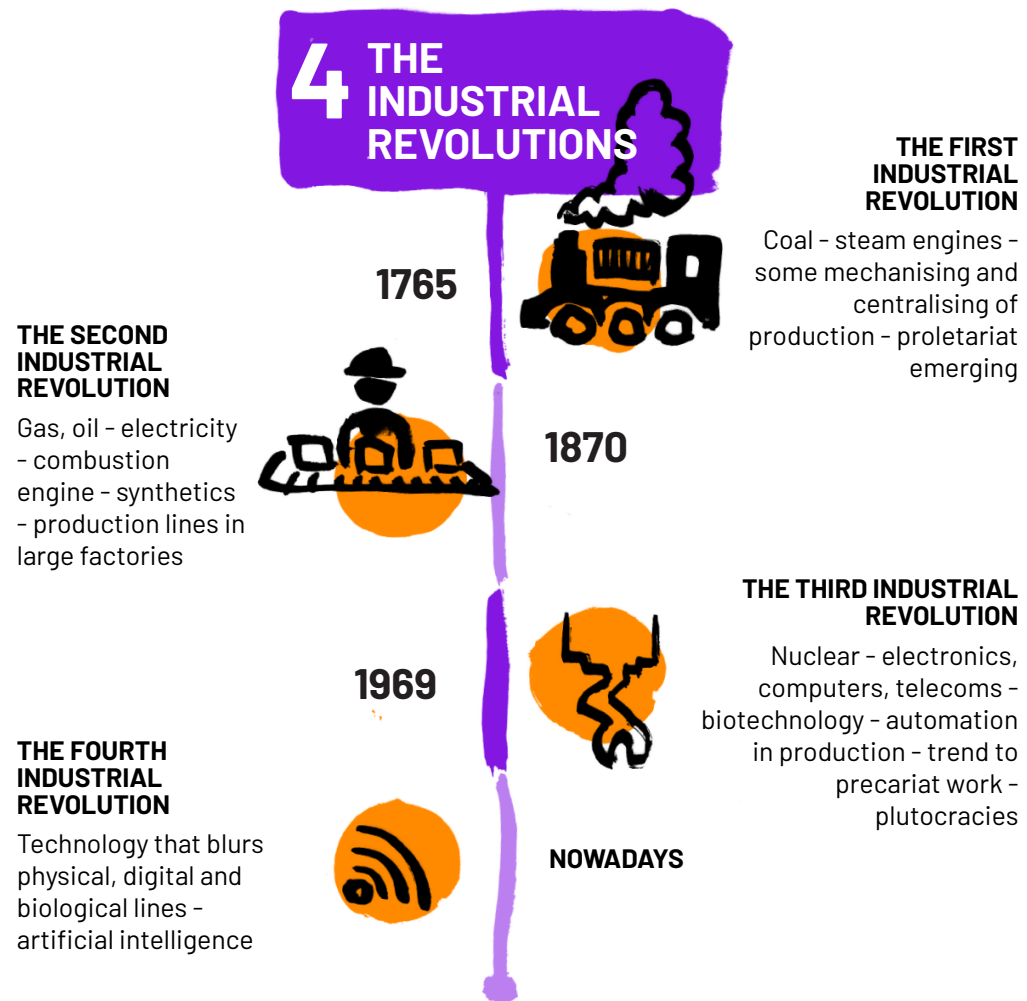 4 THE
INDUSTRIAL
REVOLUTIONS
THE FIRST
INDUSTRIAL
REVOLUTION
Coal - steam engines -
some mechanising and
centralising of
production - proletariat
emerging
1765
THE SECOND
INDUSTRIAL
REVOLUTION
Gas, oil - electricity
- combustion
engine - synthetics
- production lines in
large factories
1870
THE THIRD INDUSTRIAL
REVOLUTION
Nuclear - electronics,
computers, telecoms -
biotechnology - automation
in production - trend to
precariat work -
plutocracies
1969
THE FOURTH
INDUSTRIAL
REVOLUTION
Technology that blurs
physical, digital and
biological lines -
artificial intelligence
NOWADAYS